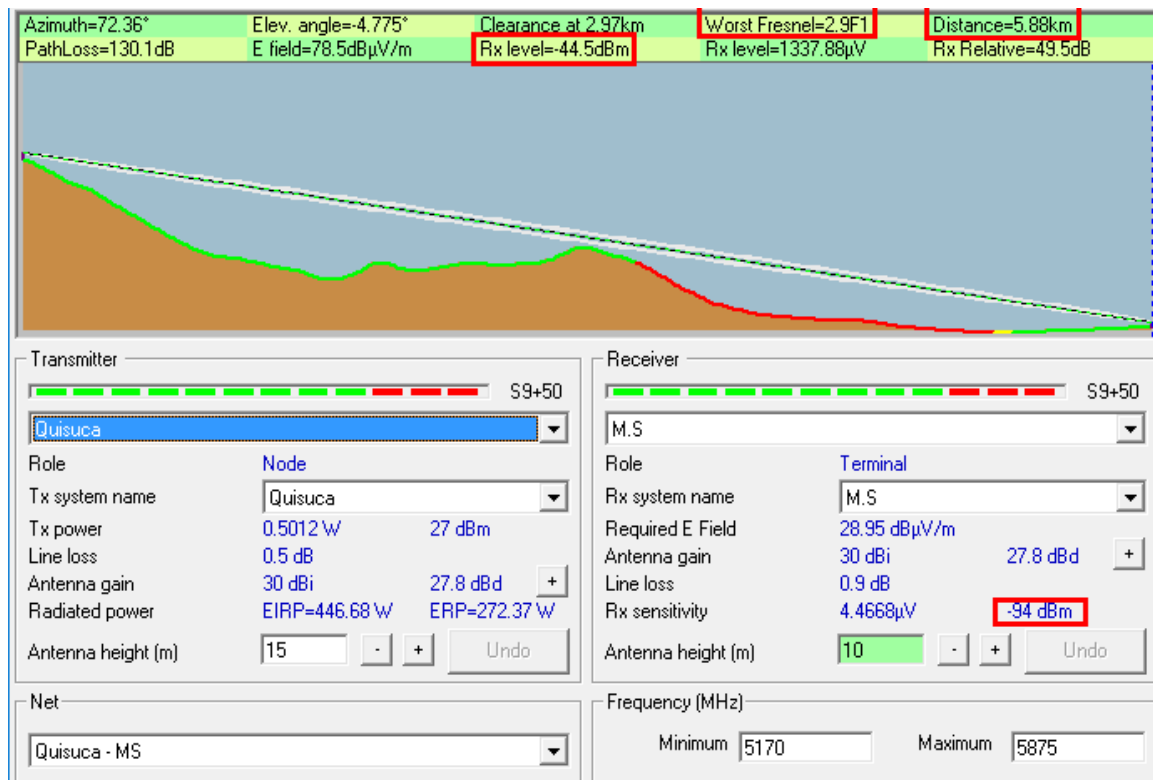 Azimuth=72.36° Elev. angle=-4.775° Clearance at 2.97km Worst Fresnel=2.9F1 Distance=5.88km
PathLoss=130.1dB E field=78.5dBµV/m Rx level=-44.5dBm Rx level=1337.88µV Rx Relative=49.5dB
Transmitter
S9+50
Quisuca
Role Node
Tx system name Quisuca
Tx power 0.5012 W 27 dBm
Line loss 0.5 dB
Antenna gain 30 dBi 27.8 dBd +
Radiated power EIRP=446.68 W ERP=272.37 W
Antenna height (m) 15 - + Undo
Net
Quisuca - MS
Receiver
S9+50
M.S
Role Terminal
Rx system name M.S
Required E Field 28.95 dBµV/m
Antenna gain 30 dBi 27.8 dBd +
Line loss 0.9 dB
Rx sensitivity 4.4668µV -94 dBm
Antenna height (m) 10 - + Undo
Frequency (MHz)
Minimum 5170 Maximum 5875